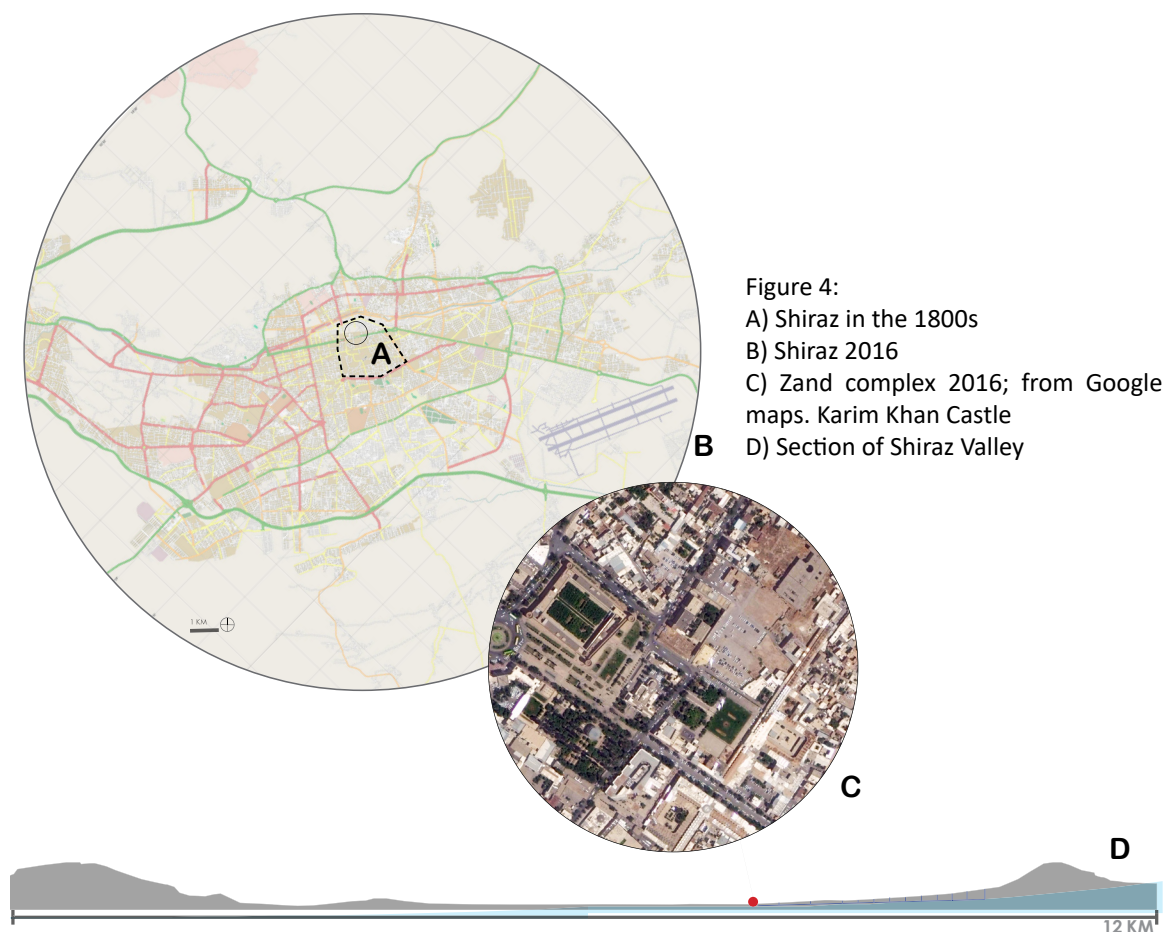 A
Figure 4:
A) Shiraz in the 1800s
B) Shiraz 2016
C) Zand complex 2016; from Google
maps. Karim Khan Castle
D) Section of Shiraz Valley
B
1 KM
C
D
12 KM